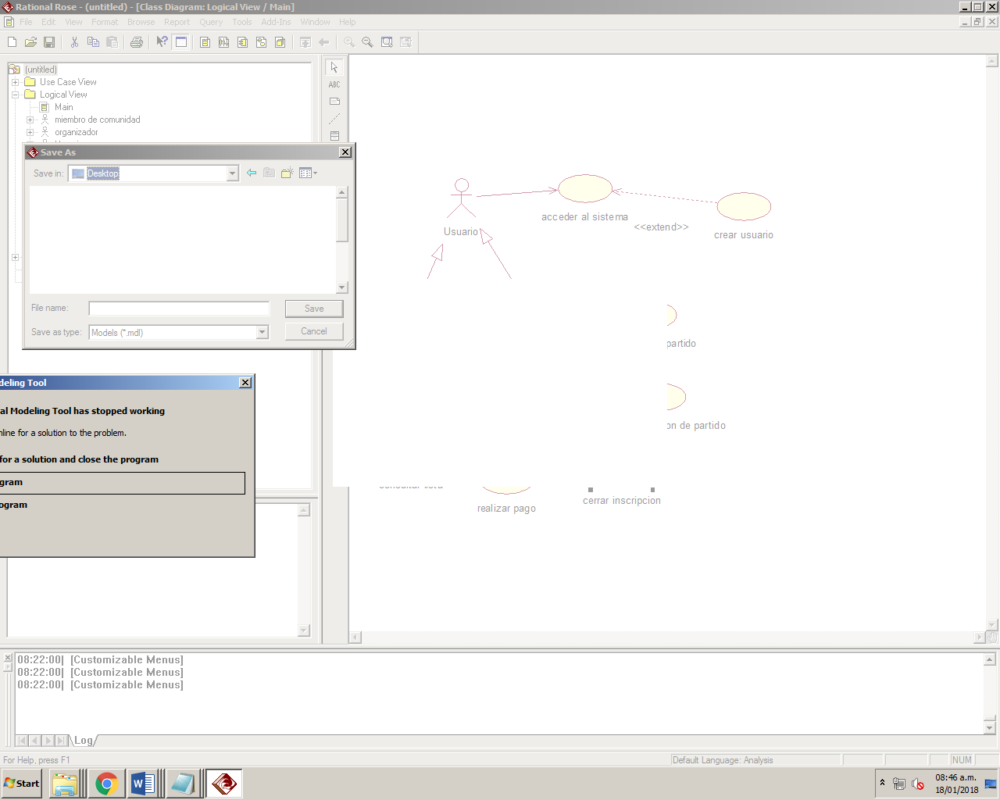 Rational Rose - (untitled) - [Class Diagram: Logical View / Main]
File Edit View Format Browse Report Query Tools Add-Ins Window Help
ABC
(untitled)
Use Case View
Logical View
Main
miembro de comunidad
organizador
Save As
Save in: Desktop
File name:
Save
Save as type: Models (*.mdl)
Cancel
Usuario
acceder al sistema
<<extend>>
crear usuario
partido
on de partido
realizar pago
cerrar inscripcion
deling Tool
al Modeling Tool has stopped working
nline for a solution to the problem.
for a solution and close the program
gram
ogram
08:22:00| [Customizable Menus]
08:22:00| [Customizable Menus]
08:22:00| [Customizable Menus]
Log
For Help, press F1
Default Language: Analysis
NUM
Start
08:46 a.m.
18/01/2018